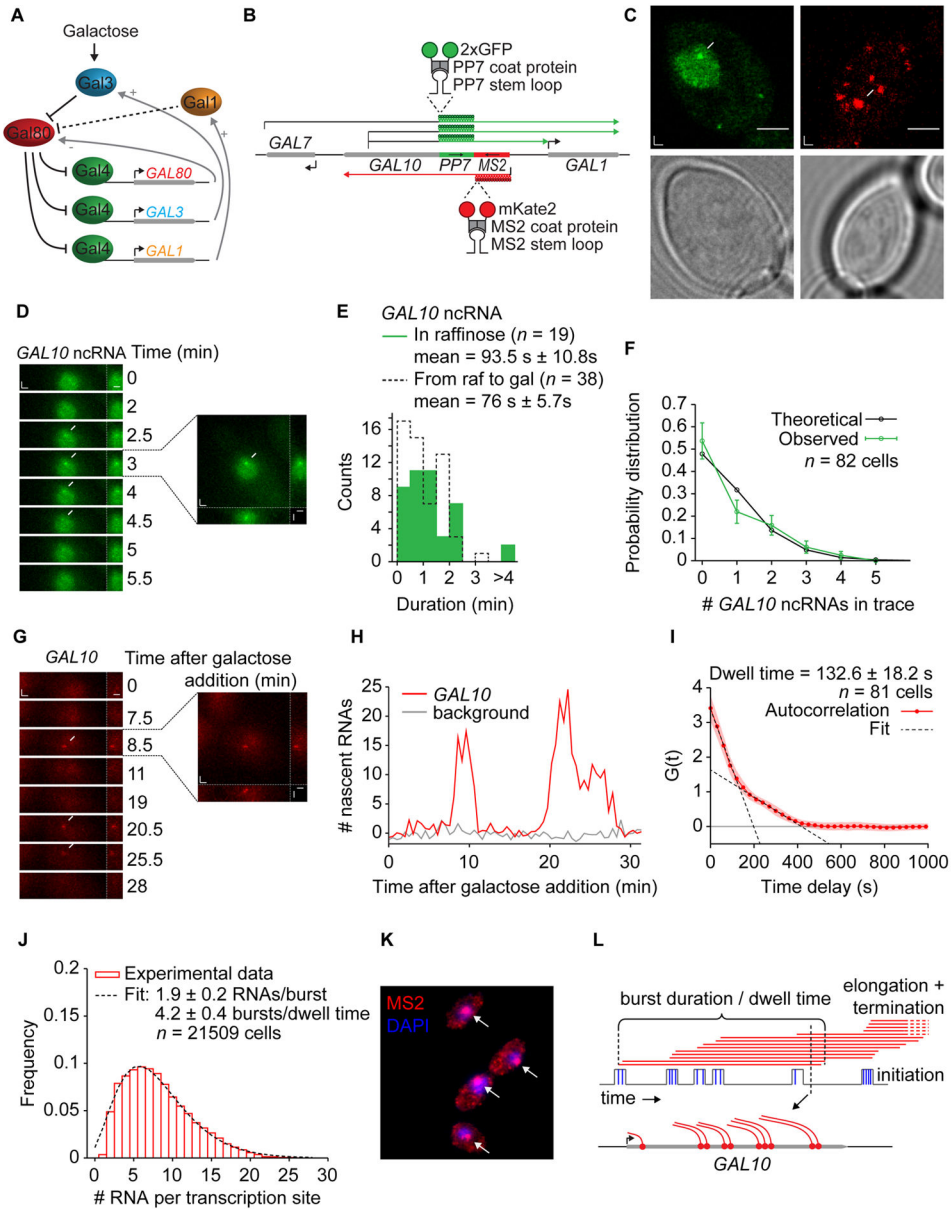 A
Galactose
Gal3
Gal1
+
+
-
Gal80
Gal4
GAL80
Gal4
GAL3
Gal4
GAL1
B
2xGFP
PP7 coat protein
PP7 stem loop
GAL7
GAL10
PP7
MS2
GAL1
mKate2
MS2 coat protein
MS2 stem loop
C
D
GAL10 ncRNA
Time (min)
0
2
2.5
3
4
4.5
5
5.5
E
GAL10 ncRNA
In raffinose (n = 19)
mean = 93.5 s ± 10.8s
From raf to gal (n = 38)
mean = 76 s ± 5.7s
Counts
16
12
8
4
0
0 1 2 3 >4
Duration (min)
F
Theoretical
Observed
n = 82 cells
Probability distribution
0.7
0.6
0.5
0.4
0.3
0.2
0.1
0
0 1 2 3 4 5
# GAL10 ncRNAs in trace
G
GAL10
Time after galactose
addition (min)
0
7.5
8.5
11
19
20.5
25.5
28
H
GAL10
background
# nascent RNAs
25
20
15
10
5
0
0 10 20 30
Time after galactose addition (min)
I
Dwell time = 132.6 ± 18.2 s
n = 81 cells
Autocorrelation
Fit
G(t)
4
3
2
1
0
0 200 400 600 800 1000
Time delay (s)
J
Experimental data
Fit: 1.9 ± 0.2 RNAs/burst
4.2 ± 0.4 bursts/dwell time
n = 21509 cells
Frequency
0.2
0.15
0.1
0.05
0
0 5 10 15 20 25 30
# RNA per transcription site
K
MS2
DAPI
L
elongation +
termination
burst duration / dwell time
initiation
time
GAL10